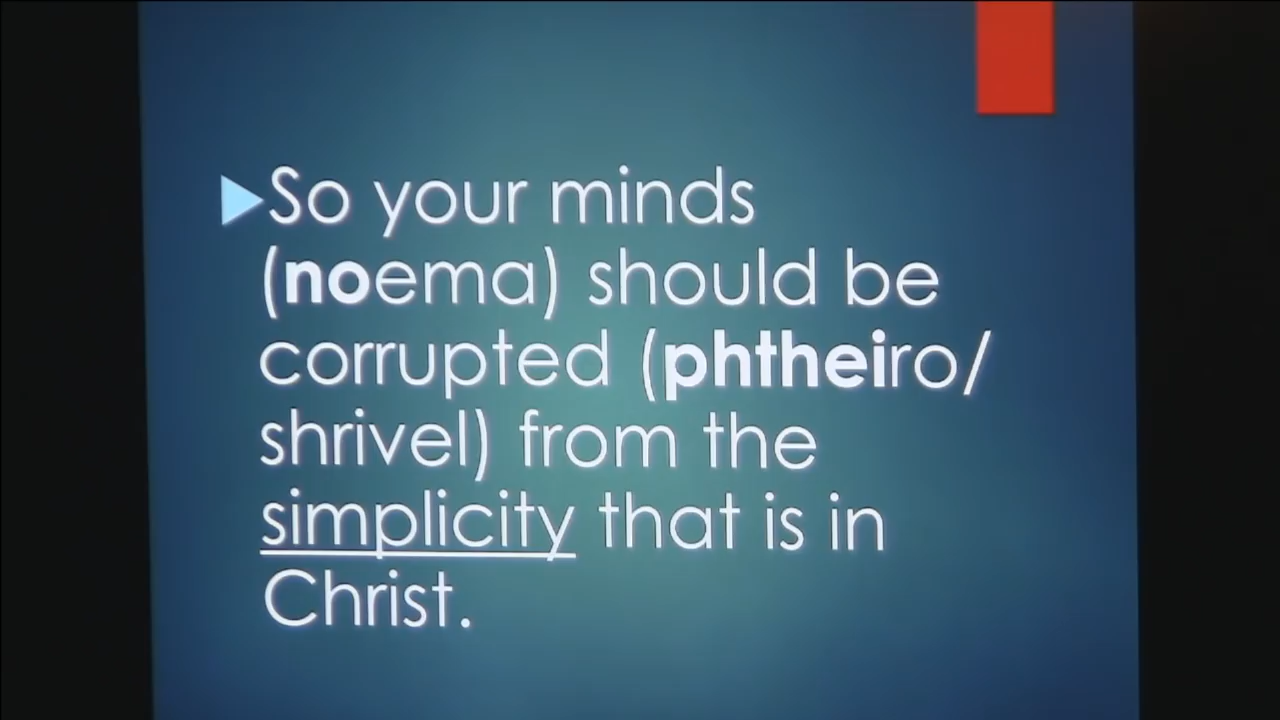 So your minds
(noema) should be
corrupted (phtheiro/
shrivel) from the
simplicity that is in
Christ.